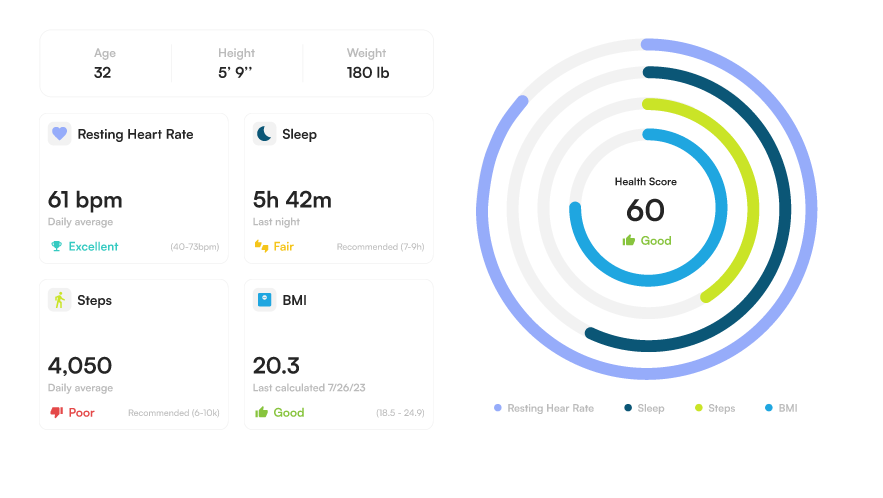 Age
32
Height
5’ 9’’
Weight
180 lb
Resting Heart Rate
61 bpm
Daily average
Excellent
(40-73bpm)
Sleep
5h 42m
Last night
Fair
Recommended (7-9h)
Steps
4,050
Daily average
Poor
Recommended (6-10k)
BMI
20.3
Last calculated 7/26/23
Good
(18.5 - 24.9)
Health Score
60
Good
Resting Hear Rate
Sleep
Steps
BMI